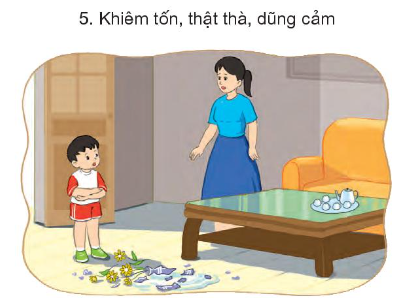 5. Khiêm tốn, thật thà, dũng cảm